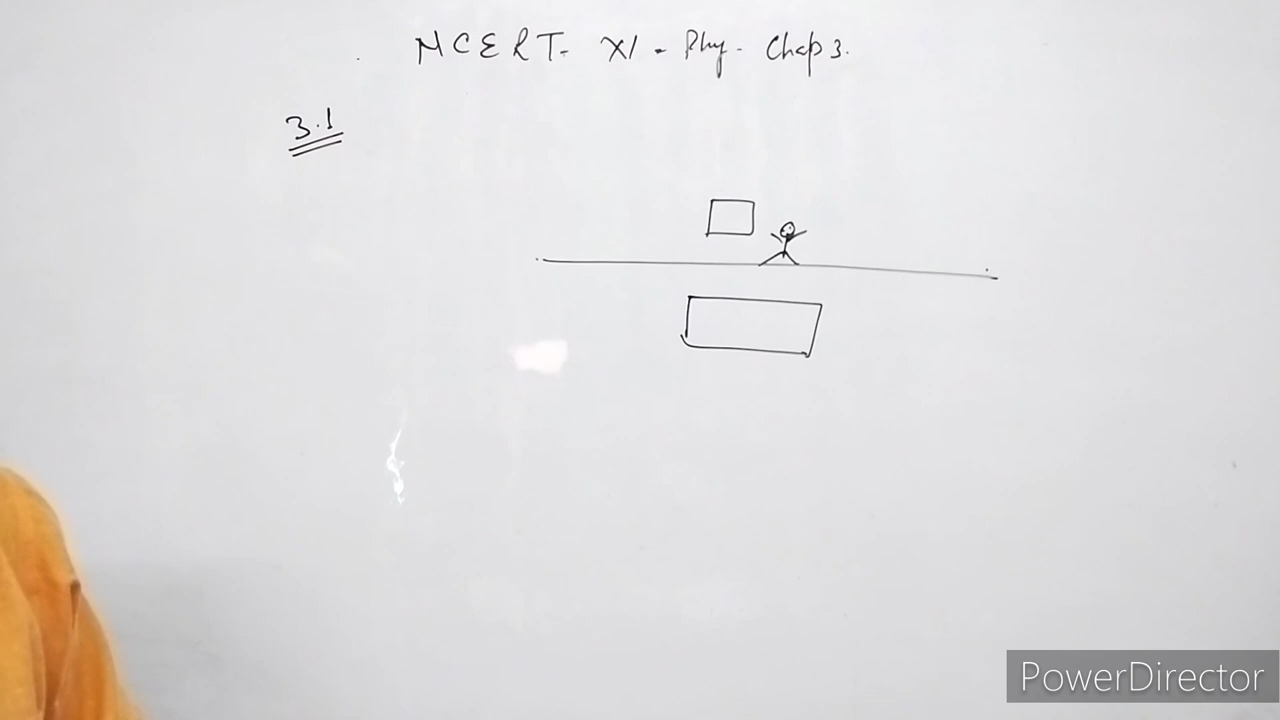 NCERT- XI - Phy - Chap 3.
3.1
PowerDirector